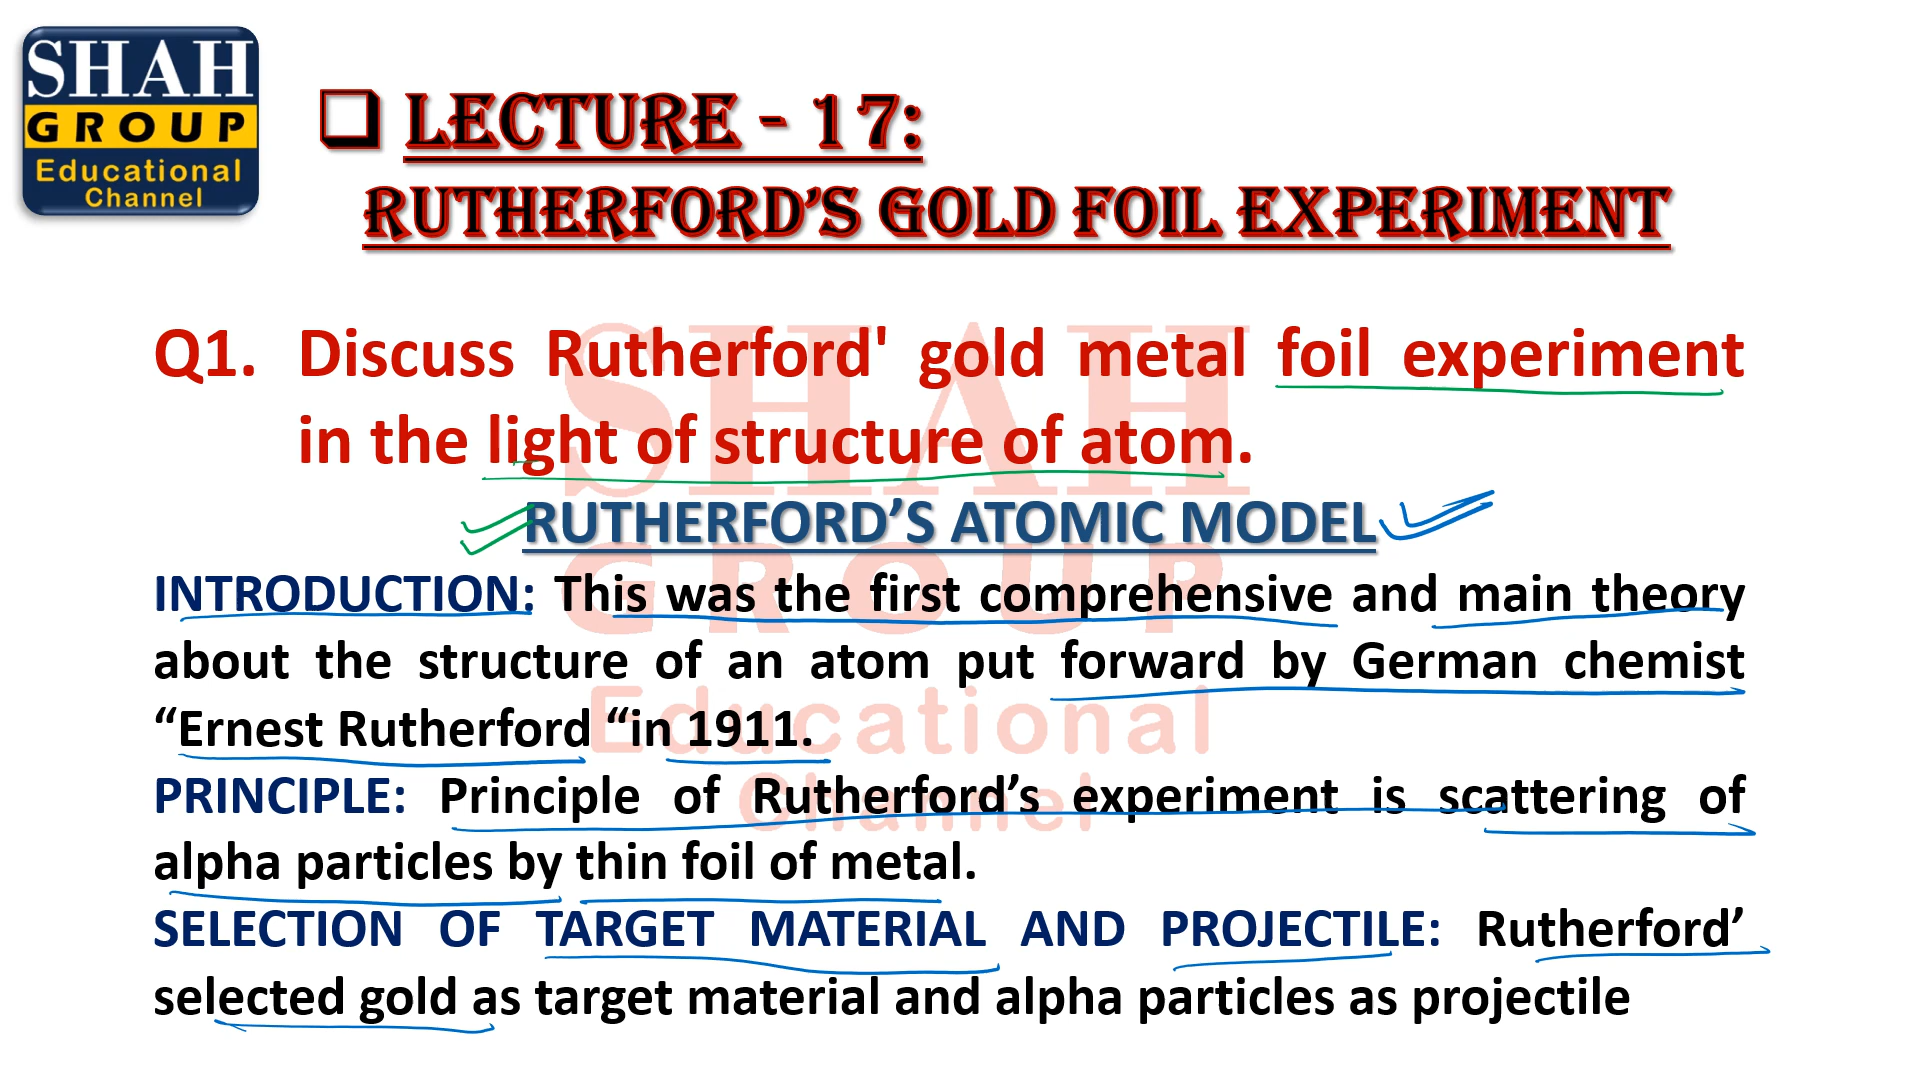 SHAH
GROUP
Educational
Channel
❑ LECTURE - 17:
RUTHERFORD’S GOLD FOIL EXPERIMENT
Q1. Discuss Rutherford' gold metal foil experiment
in the light of structure of atom.
RUTHERFORD’S ATOMIC MODEL
INTRODUCTION: This was the first comprehensive and main theory
about the structure of an atom put forward by German chemist
“Ernest Rutherford “in 1911.
PRINCIPLE: Principle of Rutherford’s experiment is scattering of
alpha particles by thin foil of metal.
SELECTION OF TARGET MATERIAL AND PROJECTILE: Rutherford’
selected gold as target material and alpha particles as projectile
SHAH
GROUP
Educational
Channel